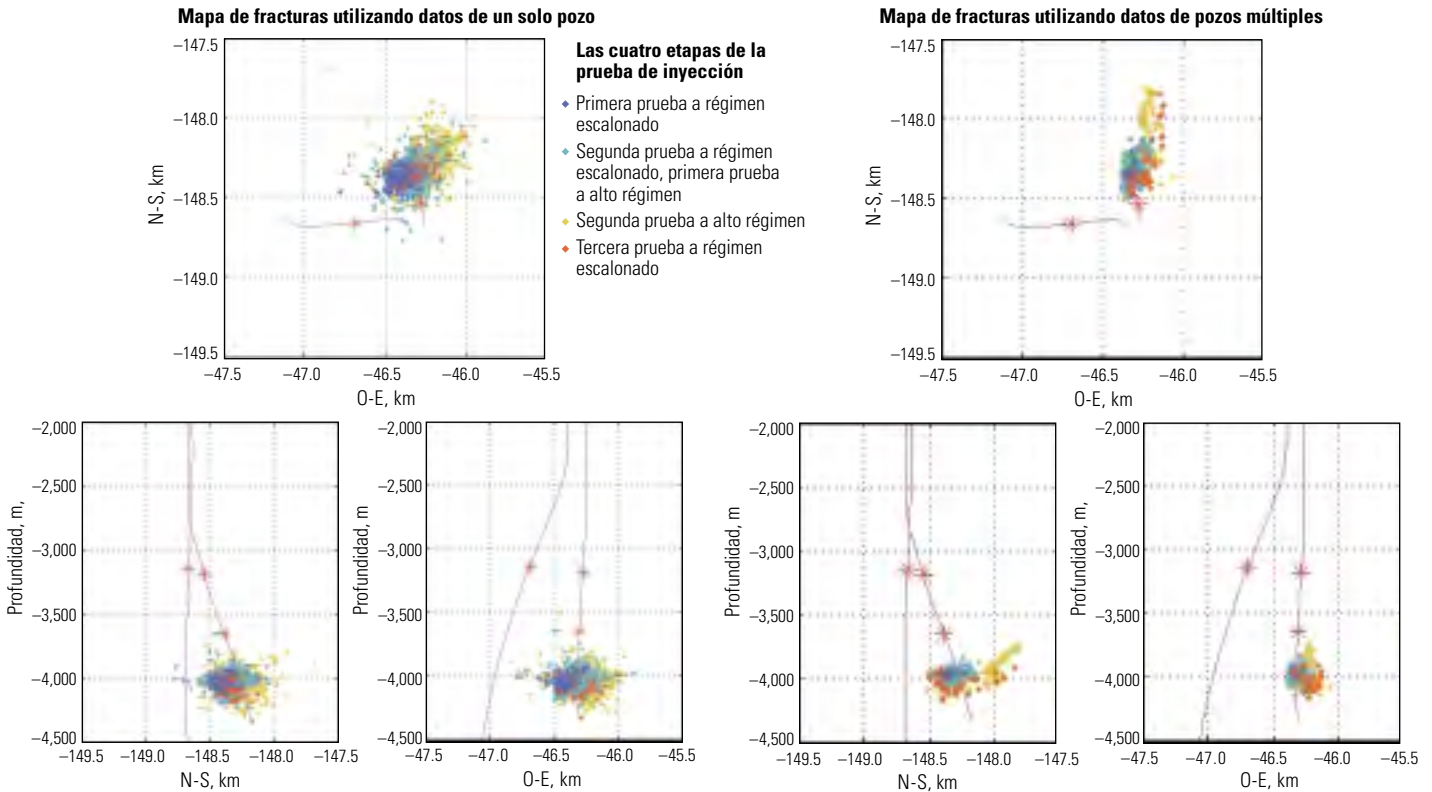 Mapa de fracturas utilizando datos de un solo pozo
–147.5
–148.0
–148.5
–149.0
–149.5
N-S, km
–47.5 –47.0 –46.5 –46.0 –45.5
O-E, km
Las cuatro etapas de la
prueba de inyección
Primera prueba a régimen
escalonado
Segunda prueba a régimen
escalonado, primera prueba
a alto régimen
Segunda prueba a alto régimen
Tercera prueba a régimen
escalonado
Mapa de fracturas utilizando datos de pozos múltiples
–147.5
–148.0
–148.5
–149.0
–149.5
N-S, km
–47.5 –47.0 –46.5 –46.0 –45.5
O-E, km
–2,000
–2,500
–3,000
–3,500
–4,000
–4,500
Profundidad, m,
–149.5 –149.0 –148.5 –148.0 –147.5
N-S, km
–2,000
–2,500
–3,000
–3,500
–4,000
–4,500
Profundidad, m,
–47.5 –47.0 –46.5 –46.0 –45.5
O-E, km
–2,000
–2,500
–3,000
–3,500
–4,000
–4,500
Profundidad, m
–149.5 –149.0 –148.5 –148.0 –147.5
N-S, km
–2,000
–2,500
–3,000
–3,500
–4,000
–4,500
Profundidad, m,
–47.5 –47.0 –46.5 –46.0 –45.5
O-E, km